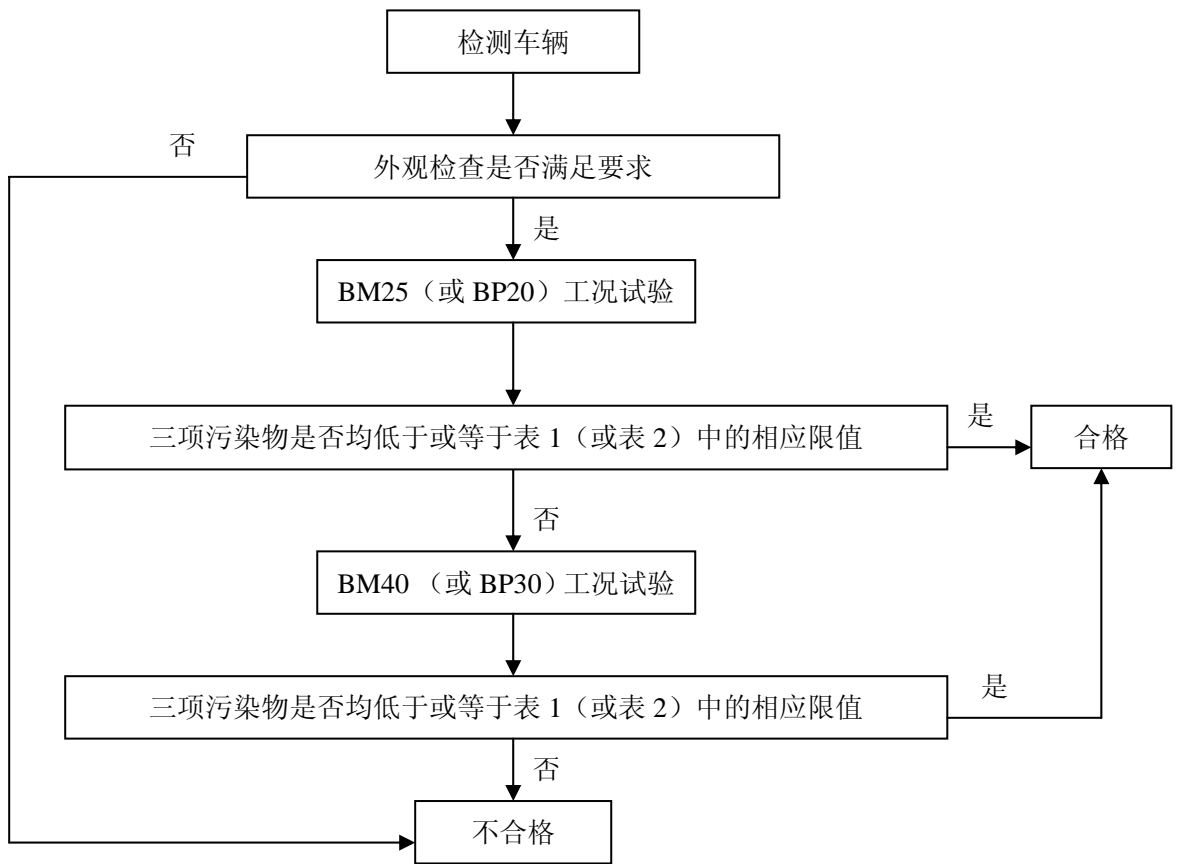 检测车辆
否
外观检查是否满足要求
是
BM25（或 BP20）工况试验
三项污染物是否均低于或等于表 1（或表 2）中的相应限值
是
合格
否
BM40 （或 BP30）工况试验
三项污染物是否均低于或等于表 1（或表 2）中的相应限值
是
否
不合格